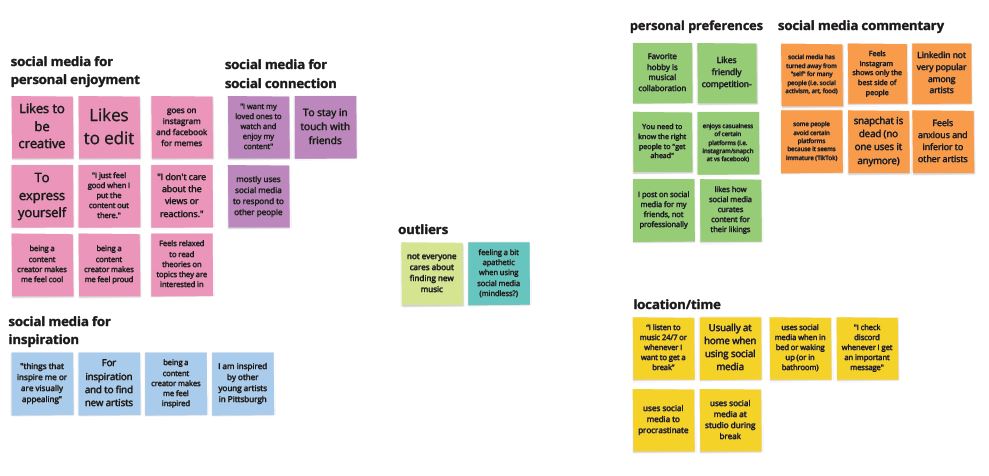 social media for
personal enjoyment
Likes to
be
creative
Likes
to edit
goes on
instagram
and facebook
for memes
To
express
yourself
"I just feel
good when I
put the
content out
there."
"I don't care
about the
views or
reactions."
being a
content
creator makes
me feel cool
being a
content
creator makes
me feel proud
Feels relaxed
to read
theories on
topics they are
interested in
social media for
social connection
"I want my
loved ones to
watch and
enjoy my
content"
To stay in
touch with
friends
mostly uses
social media
to respond to
other people
social media for
inspiration
"things that
inspire me or
are visually
appealing"
For
inspiration
and to find
new artists
being a
content
creator makes
me feel
inspired
I am inspired
by other
young artists
in Pittsburgh
outliers
not everyone
cares about
finding new
music
feeling a bit
apathetic
when using
social media
(mindless?)
personal preferences
Favorite
hobby is
musical
collaboration
Likes
friendly
competition-
You need to
know the right
people to "get
ahead"
enjoys casualness
of certain
platforms (i.e.
instagram/snapch
at vs facebook)
I post on social
media for my
friends, not
professionally
likes how
social media
curates
content for
their likings
social media commentary
social media has
turned away from
"self" for many
people (i.e. social
activism, art, food)
Feels
Instagram
shows only the
best side of
people
Linkedin not
very popular
among
artists
some people
avoid certain
platforms
because it seems
immature (TikTok)
snapchat is
dead (no
one uses it
anymore)
Feels
anxious and
inferior to
other artists
location/time
"I listen to
music 24/7 or
whenever I
want to get a
break"
Usually at
home when
using social
media
uses social
media when in
bed or waking
up (or in
bathroom)
"I check
discord
whenever I get
an important
message"
uses social
media to
procrastinate
uses social
media at
studio during
break